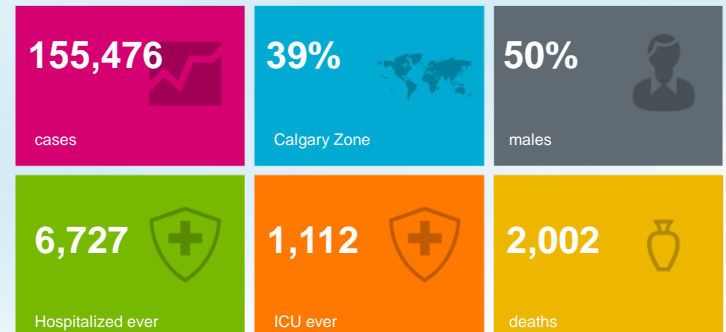 155,476
cases
39%
Calgary Zone
50%
males
6,727
Hospitalized ever
1,112
ICU ever
2,002
deaths